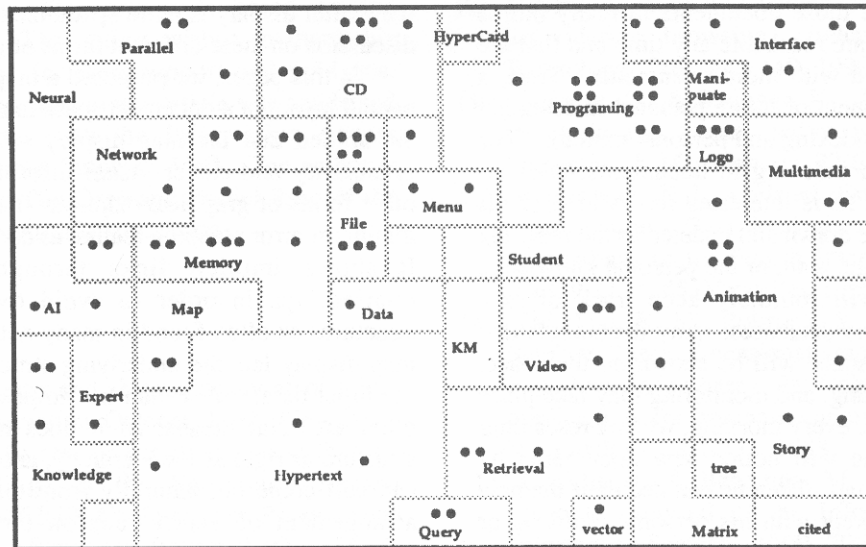 Parallel
HyperCard
Interface
Neural
CD
Programing
Mani-
puate
Network
Logo
Multimedia
Menu
File
Memory
Student
AI
Map
Data
Animation
KM
Video
Expert
Knowledge
Hypertext
Retrieval
tree
Story
Query
vector
Matrix
cited